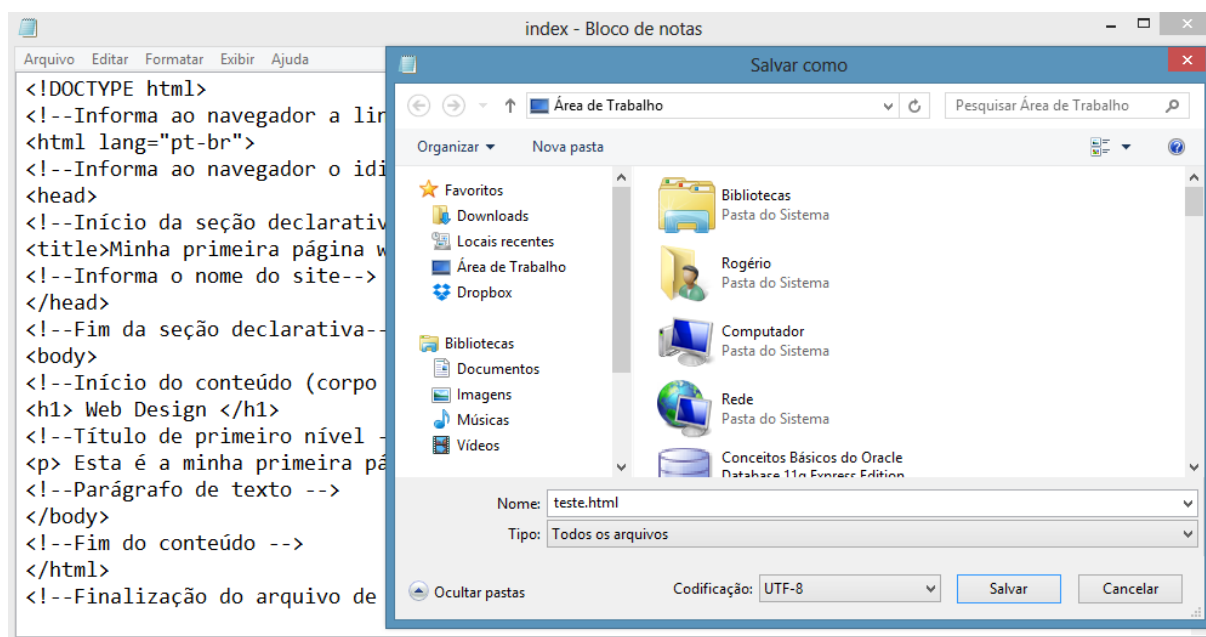 index - Bloco de notas
Arquivo Editar Formatar Exibir Ajuda
<!DOCTYPE html>
<!--Informa ao navegador a lin
<html lang="pt-br">
<!--Informa ao navegador o idi
<head>
<!--Início da seção declarativ
<title>Minha primeira página w
<!--Informa o nome do site-->
</head>
<!--Fim da seção declarativa--
<body>
<!--Início do conteúdo (corpo
<h1> Web Design </h1>
<!--Título de primeiro nível -
<p> Esta é a minha primeira pá
<!--Parágrafo de texto -->
</body>
<!--Fim do conteúdo -->
</html>
<!--Finalização do arquivo de
Salvar como
Área de Trabalho
Pesquisar Área de Trabalho
Organizar
Nova pasta
Favoritos
Downloads
Locais recentes
Área de Trabalho
Dropbox
Bibliotecas
Documentos
Imagens
Músicas
Vídeos
Bibliotecas
Pasta do Sistema
Rogério
Pasta do Sistema
Computador
Pasta do Sistema
Rede
Pasta do Sistema
Conceitos Básicos do Oracle
Database 11g Express Edition
Nome: teste.html
Tipo: Todos os arquivos
Ocultar pastas
Codificação: UTF-8
Salvar
Cancelar